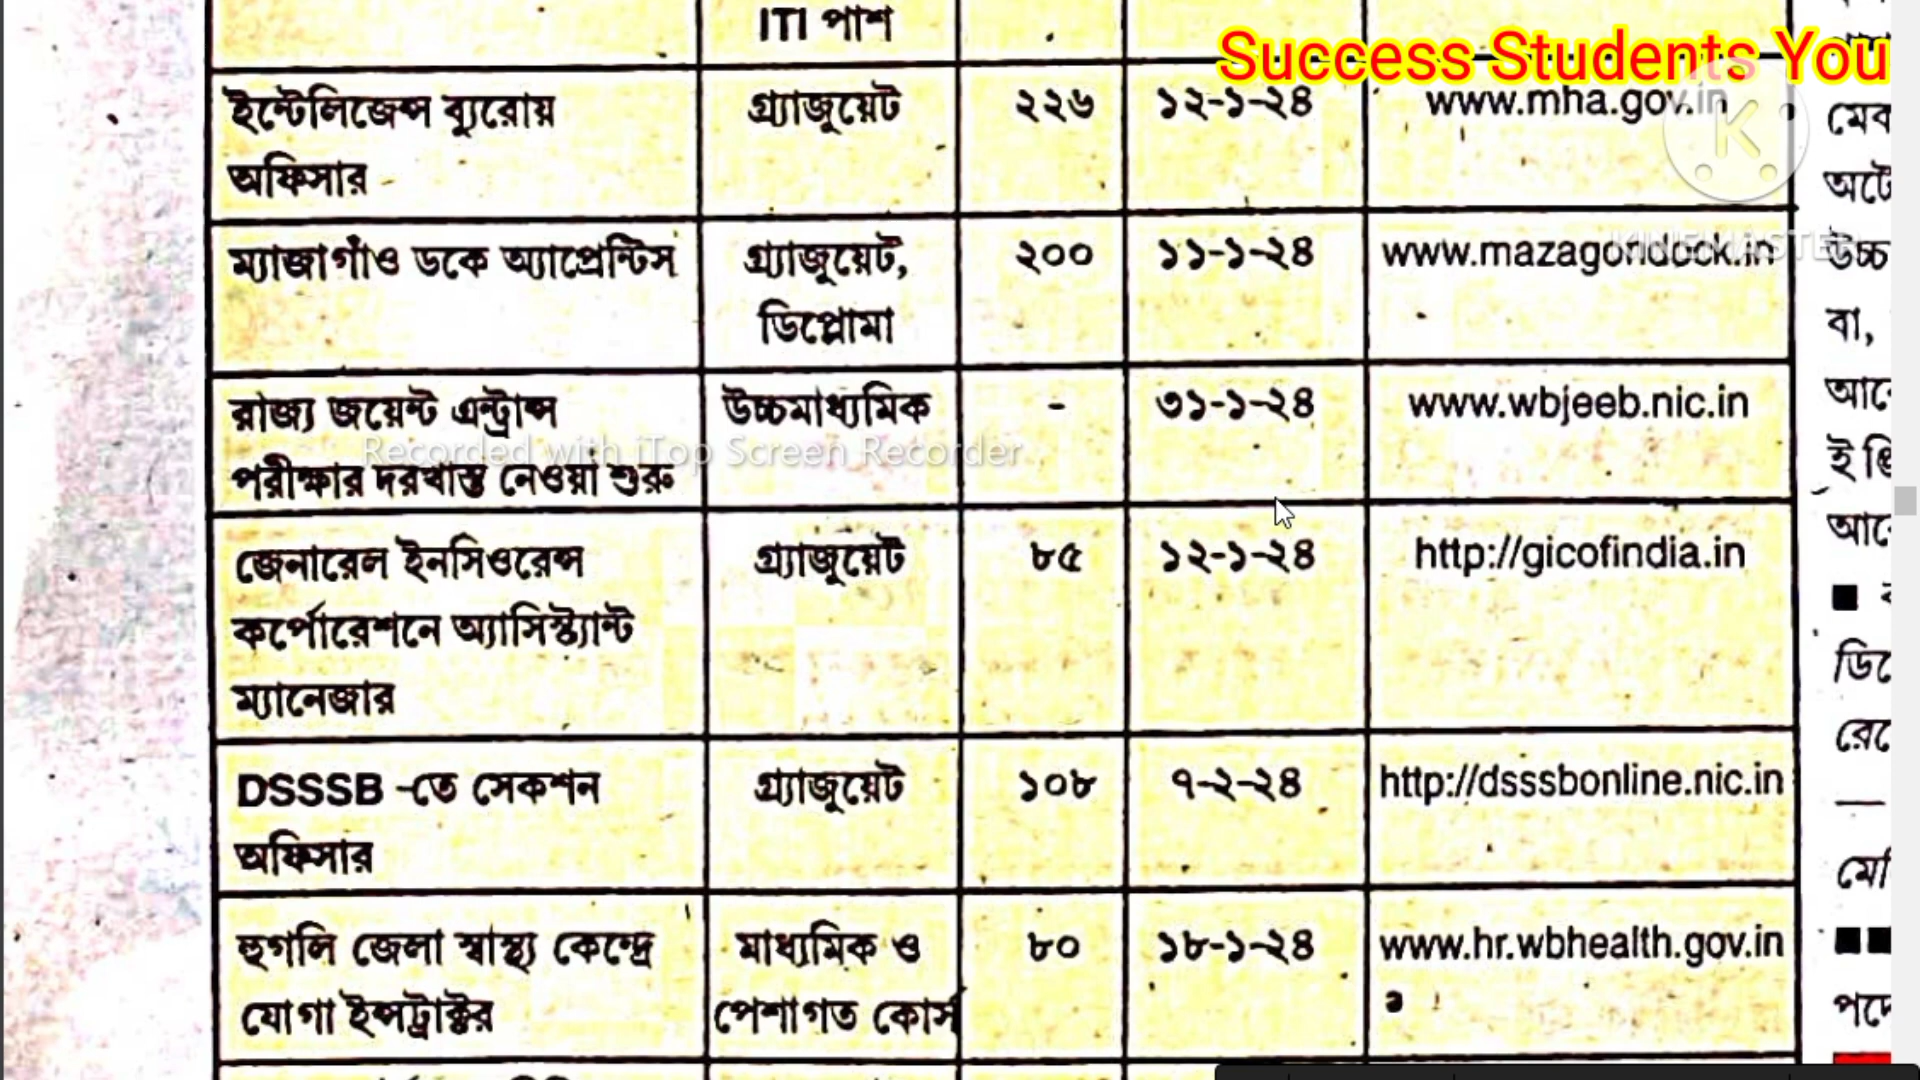 ITI পাশ
Success Students You
ইন্টেলিজেন্স ব্যুরোয় গ্র্যাজুয়েট ২২৬ ১২-১-২৪ www.mha.gov.in
অফিসার
ম্যাজাগাঁও ডকে অ্যাপ্রেন্টিস গ্র্যাজুয়েট, ২০০ ১১-১-২৪ www.mazagondock.in
ডিপ্লোমা
KINEMASTER
রাজ্য জয়েন্ট এন্ট্রান্স উচ্চমাধ্যমিক - ৩১-১-২৪ www.wbjeeb.nic.in
Recorded with iTop Screen Recorder
পরীক্ষার দরখাস্ত নেওয়া শুরু
জেনারেল ইনসিওরেন্স গ্র্যাজুয়েট ৮৫ ১২-১-২৪ http://gicofindia.in
কর্পোরেশনে অ্যাসিস্ট্যান্ট
ম্যানেজার
DSSSB -তে সেকশন গ্র্যাজুয়েট ১০৮ ৭-২-২৪ http://dsssbonline.nic.in
অফিসার
হুগলি জেলা স্বাস্থ্য কেন্দ্রে মাধ্যমিক ও ৮০ ১৮-১-২৪ www.hr.wbhealth.gov.in
যোগা ইন্সট্রাক্টর পেশাগত কোর্স
উচ্চ
বা,